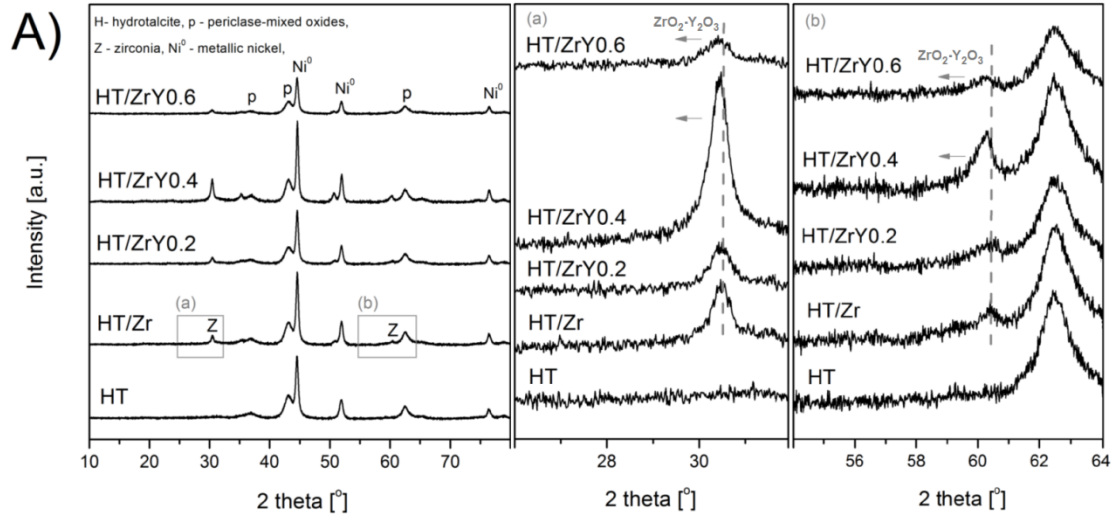 A)
H- hydrotalcite, p - periclase-mixed oxides,
Z - zirconia, Ni⁰ - metallic nickel,
Ni⁰
p
p
Ni⁰
p
Ni⁰
HT/ZrY0.6
HT/ZrY0.4
HT/ZrY0.2
(a)
Z
(b)
Z
HT/Zr
HT
Intensity [a.u.]
10 20 30 40 50 60 70
2 theta [°]
(a)
ZrO₂-Y₂O₃
HT/ZrY0.6
HT/ZrY0.4
HT/ZrY0.2
HT/Zr
HT
28 30
2 theta [°]
(b)
ZrO₂-Y₂O₃
HT/ZrY0.6
HT/ZrY0.4
HT/ZrY0.2
HT/Zr
HT
56 58 60 62 64
2 theta [°]